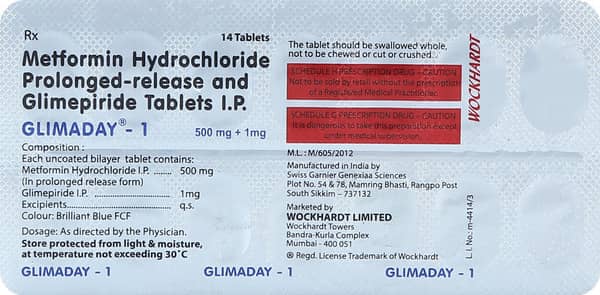 Rx 14 Tablets
Metformin Hydrochloride
Prolonged-release and
Glimepiride Tablets I.P.
GLIMADAY® - 1 500 mg + 1mg
Composition :
Each uncoated bilayer tablet contains:
Metformin Hydrochloride I.P. ....... 500 mg
(In prolonged release form)
Glimepiride I.P. ............................... 1mg
Excipients........................................ q.s.
Colour: Brilliant Blue FCF
Dosage: As directed by the Physician.
Store protected from light & moisture,
at temperature not exceeding 30°C
The tablet should be swallowed whole,
not to be chewed or cut or crushed.
SCHEDULE H PRESCRIPTION DRUG - CAUTION
Not to be sold by retail without the prescription
of a Registered Medical Practitioner.
SCHEDULE G PRESCRIPTION DRUG - CAUTION
It is dangerous to take this preparation except
under medical supervision.
M.L.: M/605/2012
Manufactured in India by
Swiss Garnier Genexiaa Sciences
Plot No. 54 & 78, Mamring Bhasti, Rangpo Post
South Sikkim – 737132
Marketed by
WOCKHARDT LIMITED
Wockhardt Towers
Bandra-Kurla Complex
Mumbai - 400 051
® Regd. License Trademark of Wockhardt
WOCKHARDT
L. I. No.: m-4414/3
GLIMADAY - 1 GLIMADAY - 1 GLIMADAY - 1